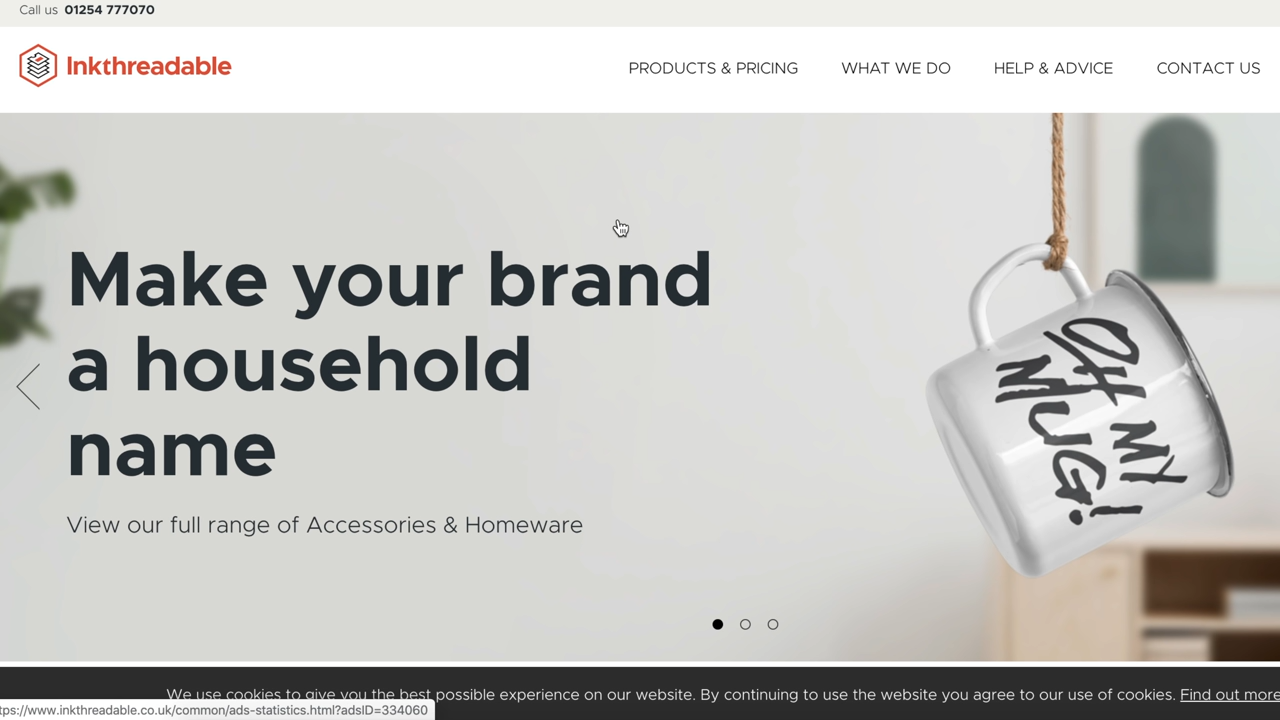 Call us 01254 777070
Inkthreadable
PRODUCTS & PRICING WHAT WE DO HELP & ADVICE CONTACT US
Make your brand
a household
name
View our full range of Accessories & Homeware
OH MY MUG!
We use cookies to give you the best possible experience on our website. By continuing to use the website you agree to our use of cookies. Find out more
tps://www.inkthreadable.co.uk/common/ads-statistics.html?adsID=334060